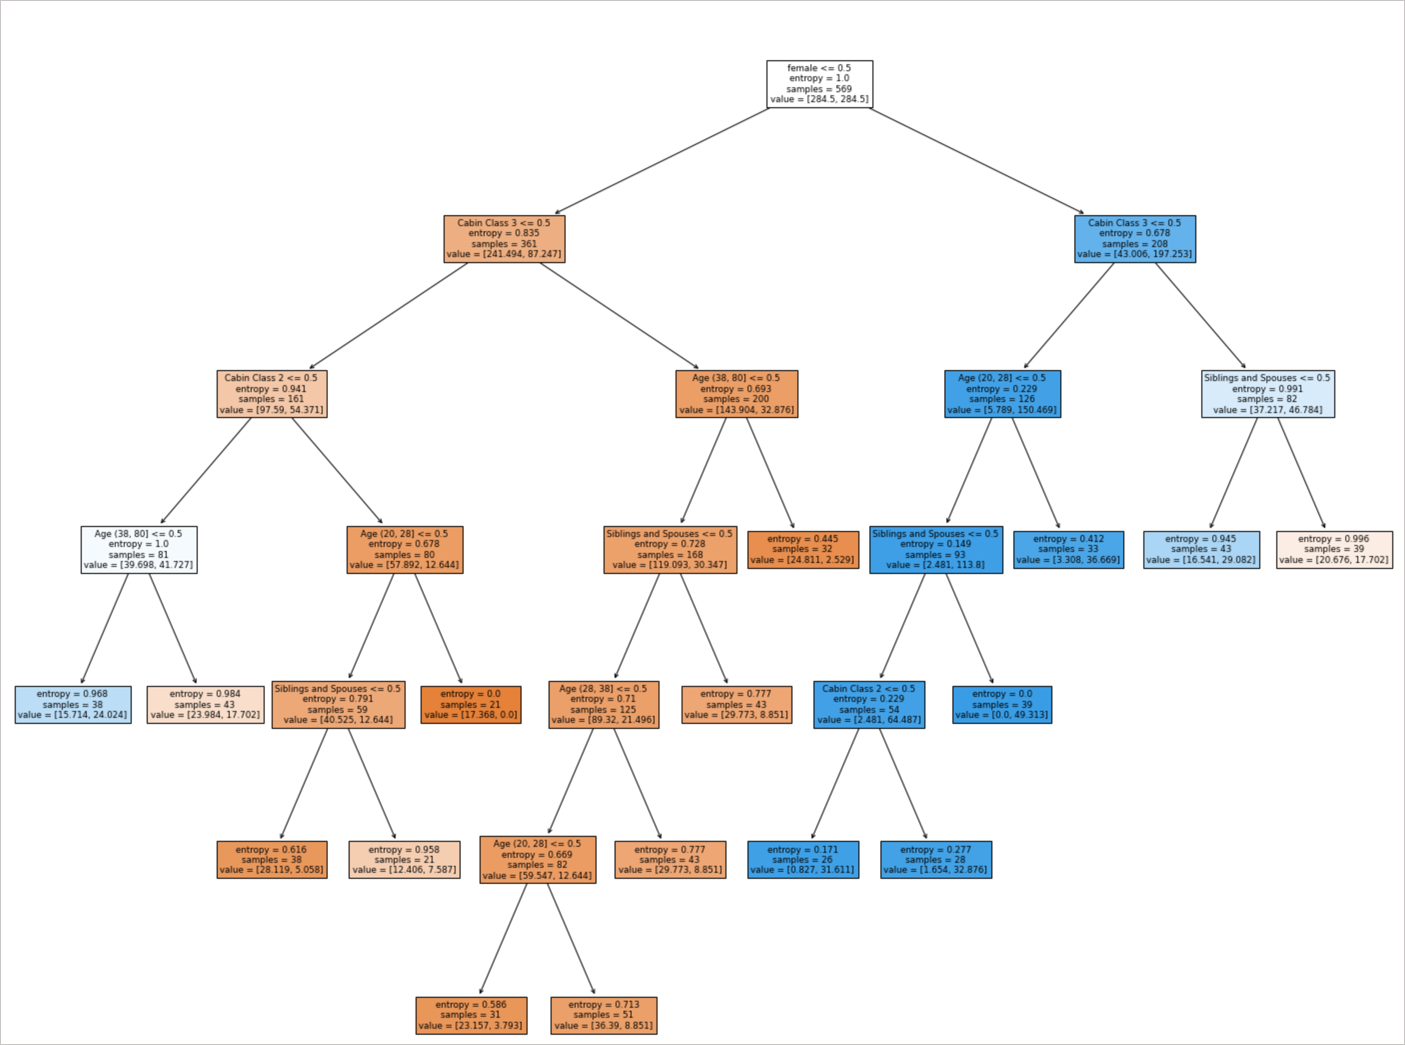 female <= 0.5
entropy = 1.0
samples = 569
value = [284.5, 284.5]
Cabin Class 3 <= 0.5
entropy = 0.835
samples = 361
value = [241.494, 87.247]
Cabin Class 3 <= 0.5
entropy = 0.678
samples = 208
value = [43.006, 197.253]
Cabin Class 2 <= 0.5
entropy = 0.941
samples = 161
value = [97.59, 54.371]
Age (38, 80] <= 0.5
entropy = 0.693
samples = 200
value = [143.904, 32.876]
Age (20, 28] <= 0.5
entropy = 0.229
samples = 126
value = [5.789, 150.469]
Siblings and Spouses <= 0.5
entropy = 0.991
samples = 82
value = [37.217, 46.784]
Age (38, 80] <= 0.5
entropy = 1.0
samples = 81
value = [39.698, 41.727]
Age (20, 28] <= 0.5
entropy = 0.678
samples = 80
value = [57.892, 12.644]
Siblings and Spouses <= 0.5
entropy = 0.728
samples = 168
value = [119.093, 30.347]
entropy = 0.445
samples = 32
value = [24.811, 2.529]
Siblings and Spouses <= 0.5
entropy = 0.149
samples = 93
value = [2.481, 113.8]
entropy = 0.412
samples = 33
value = [3.308, 36.669]
entropy = 0.945
samples = 43
value = [16.541, 29.082]
entropy = 0.996
samples = 39
value = [20.676, 17.702]
entropy = 0.968
samples = 38
value = [15.714, 24.024]
entropy = 0.984
samples = 43
value = [23.984, 17.702]
Siblings and Spouses <= 0.5
entropy = 0.791
samples = 59
value = [40.525, 12.644]
entropy = 0.0
samples = 21
value = [17.368, 0.0]
Age (28, 38] <= 0.5
entropy = 0.71
samples = 125
value = [89.32, 21.496]
entropy = 0.777
samples = 43
value = [29.773, 8.851]
Cabin Class 2 <= 0.5
entropy = 0.229
samples = 54
value = [2.481, 64.487]
entropy = 0.0
samples = 39
value = [0.0, 49.313]
entropy = 0.616
samples = 38
value = [28.119, 5.058]
entropy = 0.958
samples = 21
value = [12.406, 7.587]
Age (20, 28] <= 0.5
entropy = 0.669
samples = 82
value = [59.547, 12.644]
entropy = 0.777
samples = 43
value = [29.773, 8.851]
entropy = 0.171
samples = 26
value = [0.827, 31.611]
entropy = 0.277
samples = 28
value = [1.654, 32.876]
entropy = 0.586
samples = 31
value = [23.157, 3.793]
entropy = 0.713
samples = 51
value = [36.39, 8.851]